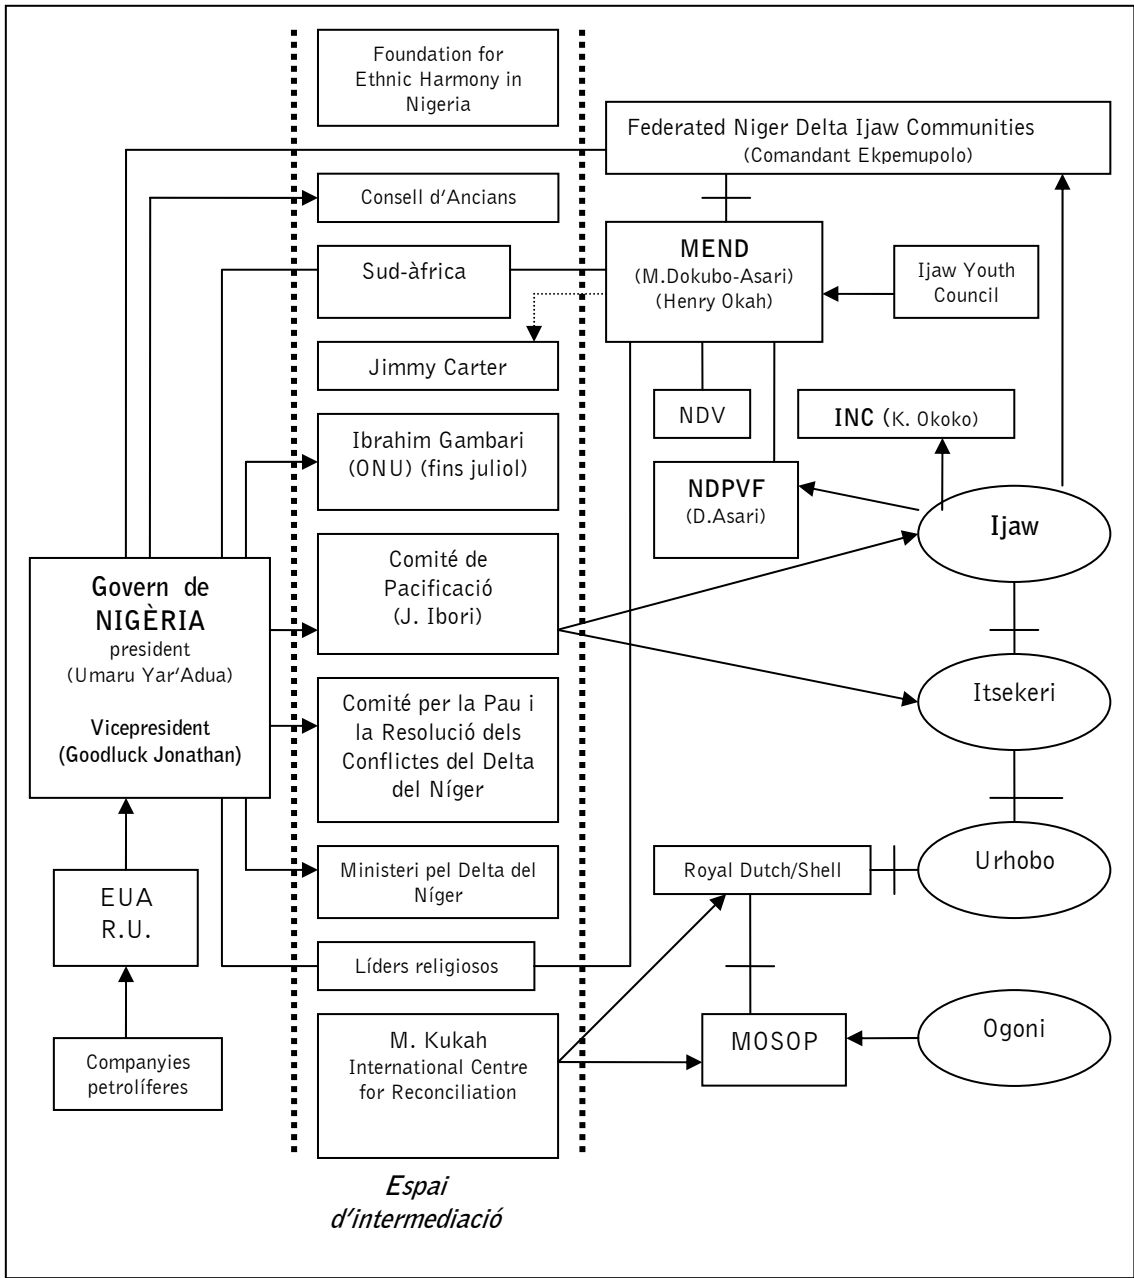 Foundation for
Ethnic Harmony in
Nigeria
Federated Niger Delta Ijaw Communities
(Comandant Ekpemupolo)
Consell d'Ancians
Sud-àfrica
MEND
(M.Dokubo-Asari)
(Henry Okah)
Ijaw Youth
Council
Jimmy Carter
NDV
INC (K. Okoko)
Ibrahim Gambari
(ONU) (fins juliol)
NDPVF
(D.Asari)
Ijaw
Comité de
Pacificació
(J. Ibori)
Govern de
NIGÈRIA
president
(Umaru Yar'Adua)
Vicepresident
(Goodluck Jonathan)
Itsekeri
Comité per la Pau i
la Resolució dels
Conflictes del Delta
del Níger
Urhobo
Royal Dutch/Shell
Ministeri pel Delta del
Níger
EUA
R.U.
Líders religiosos
Ogoni
MOSOP
M. Kukah
International Centre
for Reconciliation
Companyies
petrolíferes
Espai
d'intermediació